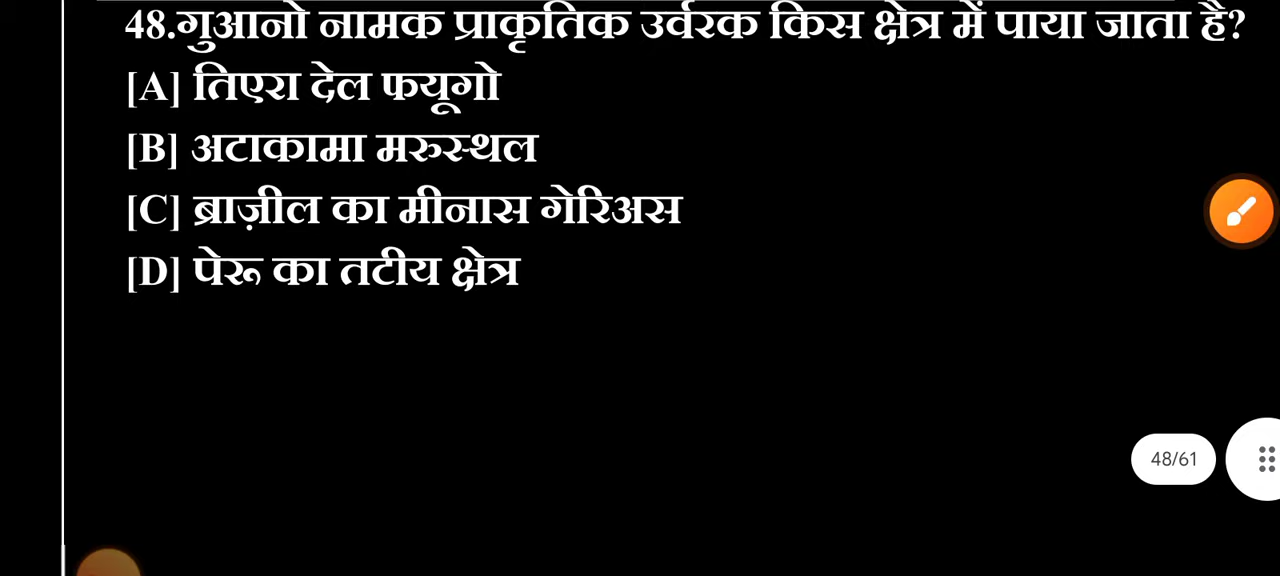 48.गुआनो नामक प्राकृतिक उर्वरक किस क्षेत्र में पाया जाता है?
[A] तिएरा देल फयूगो
[B] अटाकामा मरुस्थल
[C] ब्राज़ील का मीनास गेरिअस
[D] पेरू का तटीय क्षेत्र
48/61